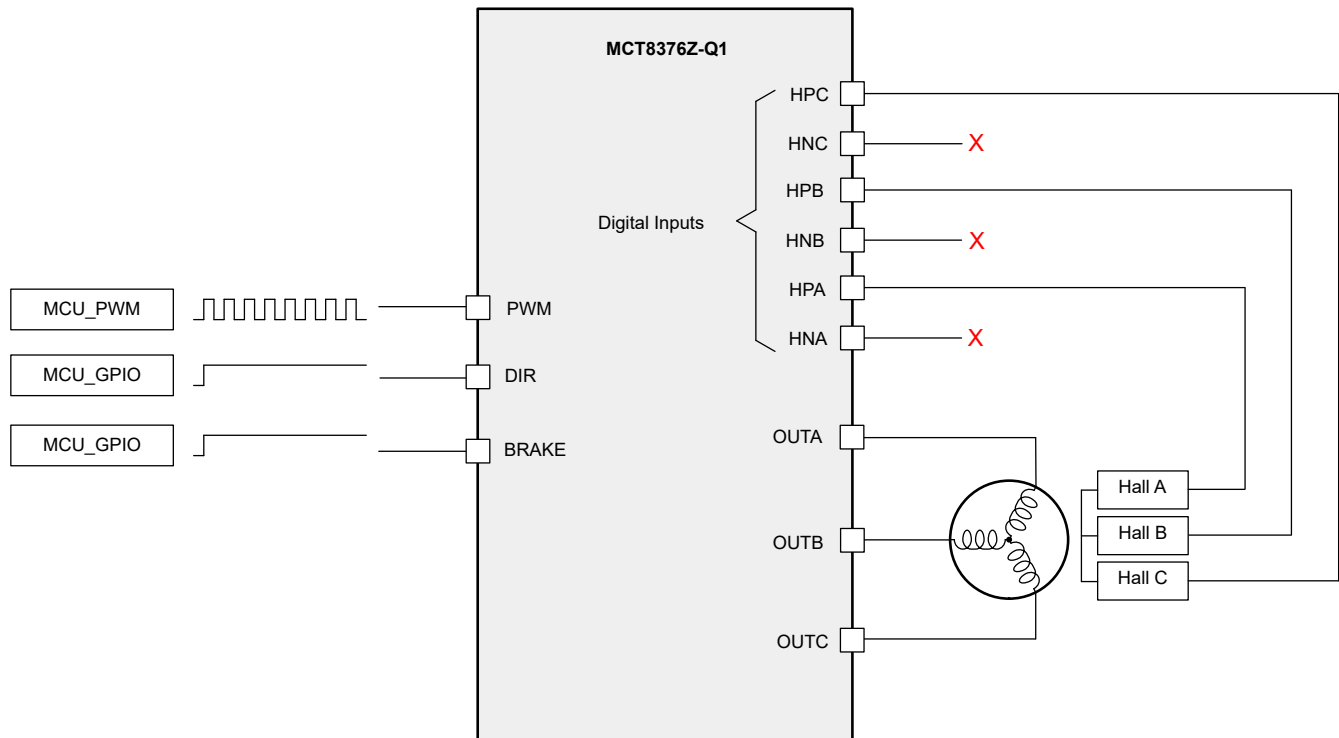 MCT8376Z-Q1
HPC
HNC
X
HPB
Digital Inputs
HNB
X
HPA
MCU_PWM
PWM
HNA
X
MCU_GPIO
DIR
MCU_GPIO
BRAKE
OUTA
Hall A
Hall B
OUTB
Hall C
OUTC